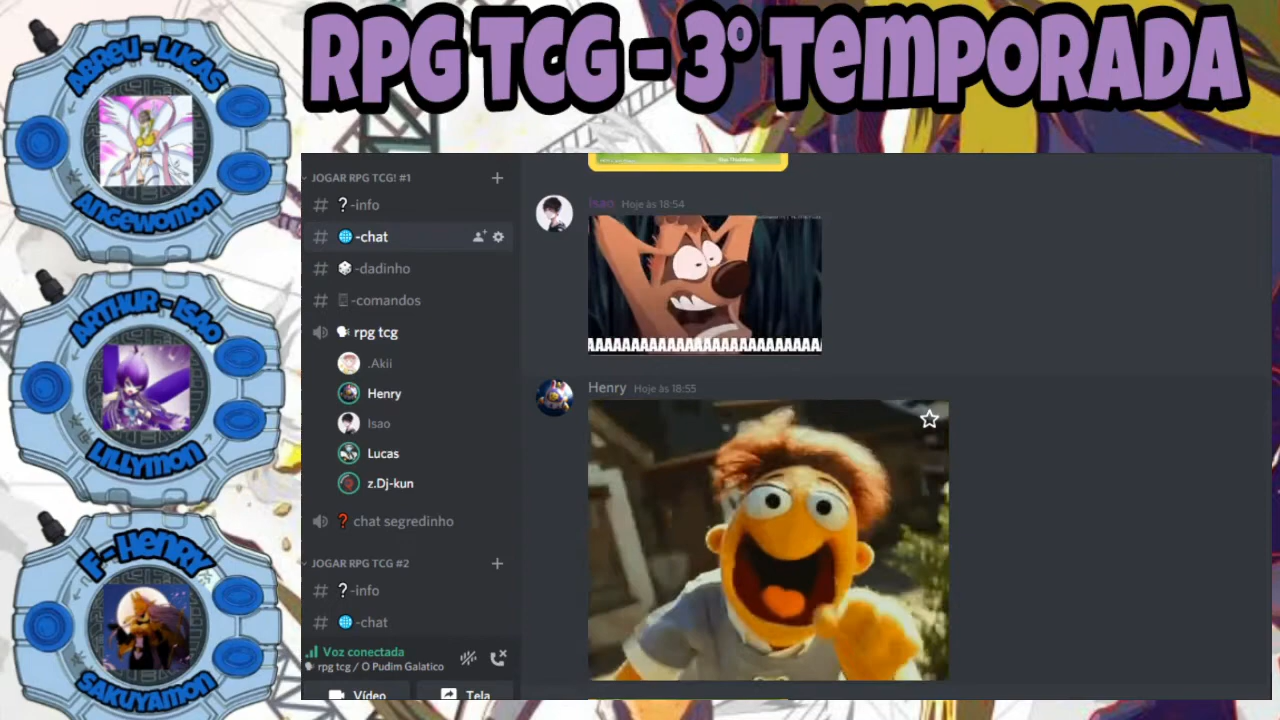 RPG TCG - 3º TEMPORADA
ABREU - LUCAS
ANGEWOMON
ARTHUR - ISAO
LILLYMON
F - HENRY
SAKUYAMON
JOGAR RPG TCG! #1
?-info
-chat
-dadinho
-comandos
rpg tcg
.Akii
Henry
Isao
Lucas
z.Dj-kun
? chat segredinho
JOGAR RPG TCG #2
?-info
-chat
Voz conectada
rpg tcg / O Pudim Galatico
Vídeo
Tela
Isao Hoje às 18:54
AAAAAAAAAAAAAAAAAAAAAAAAA
Henry Hoje às 18:55